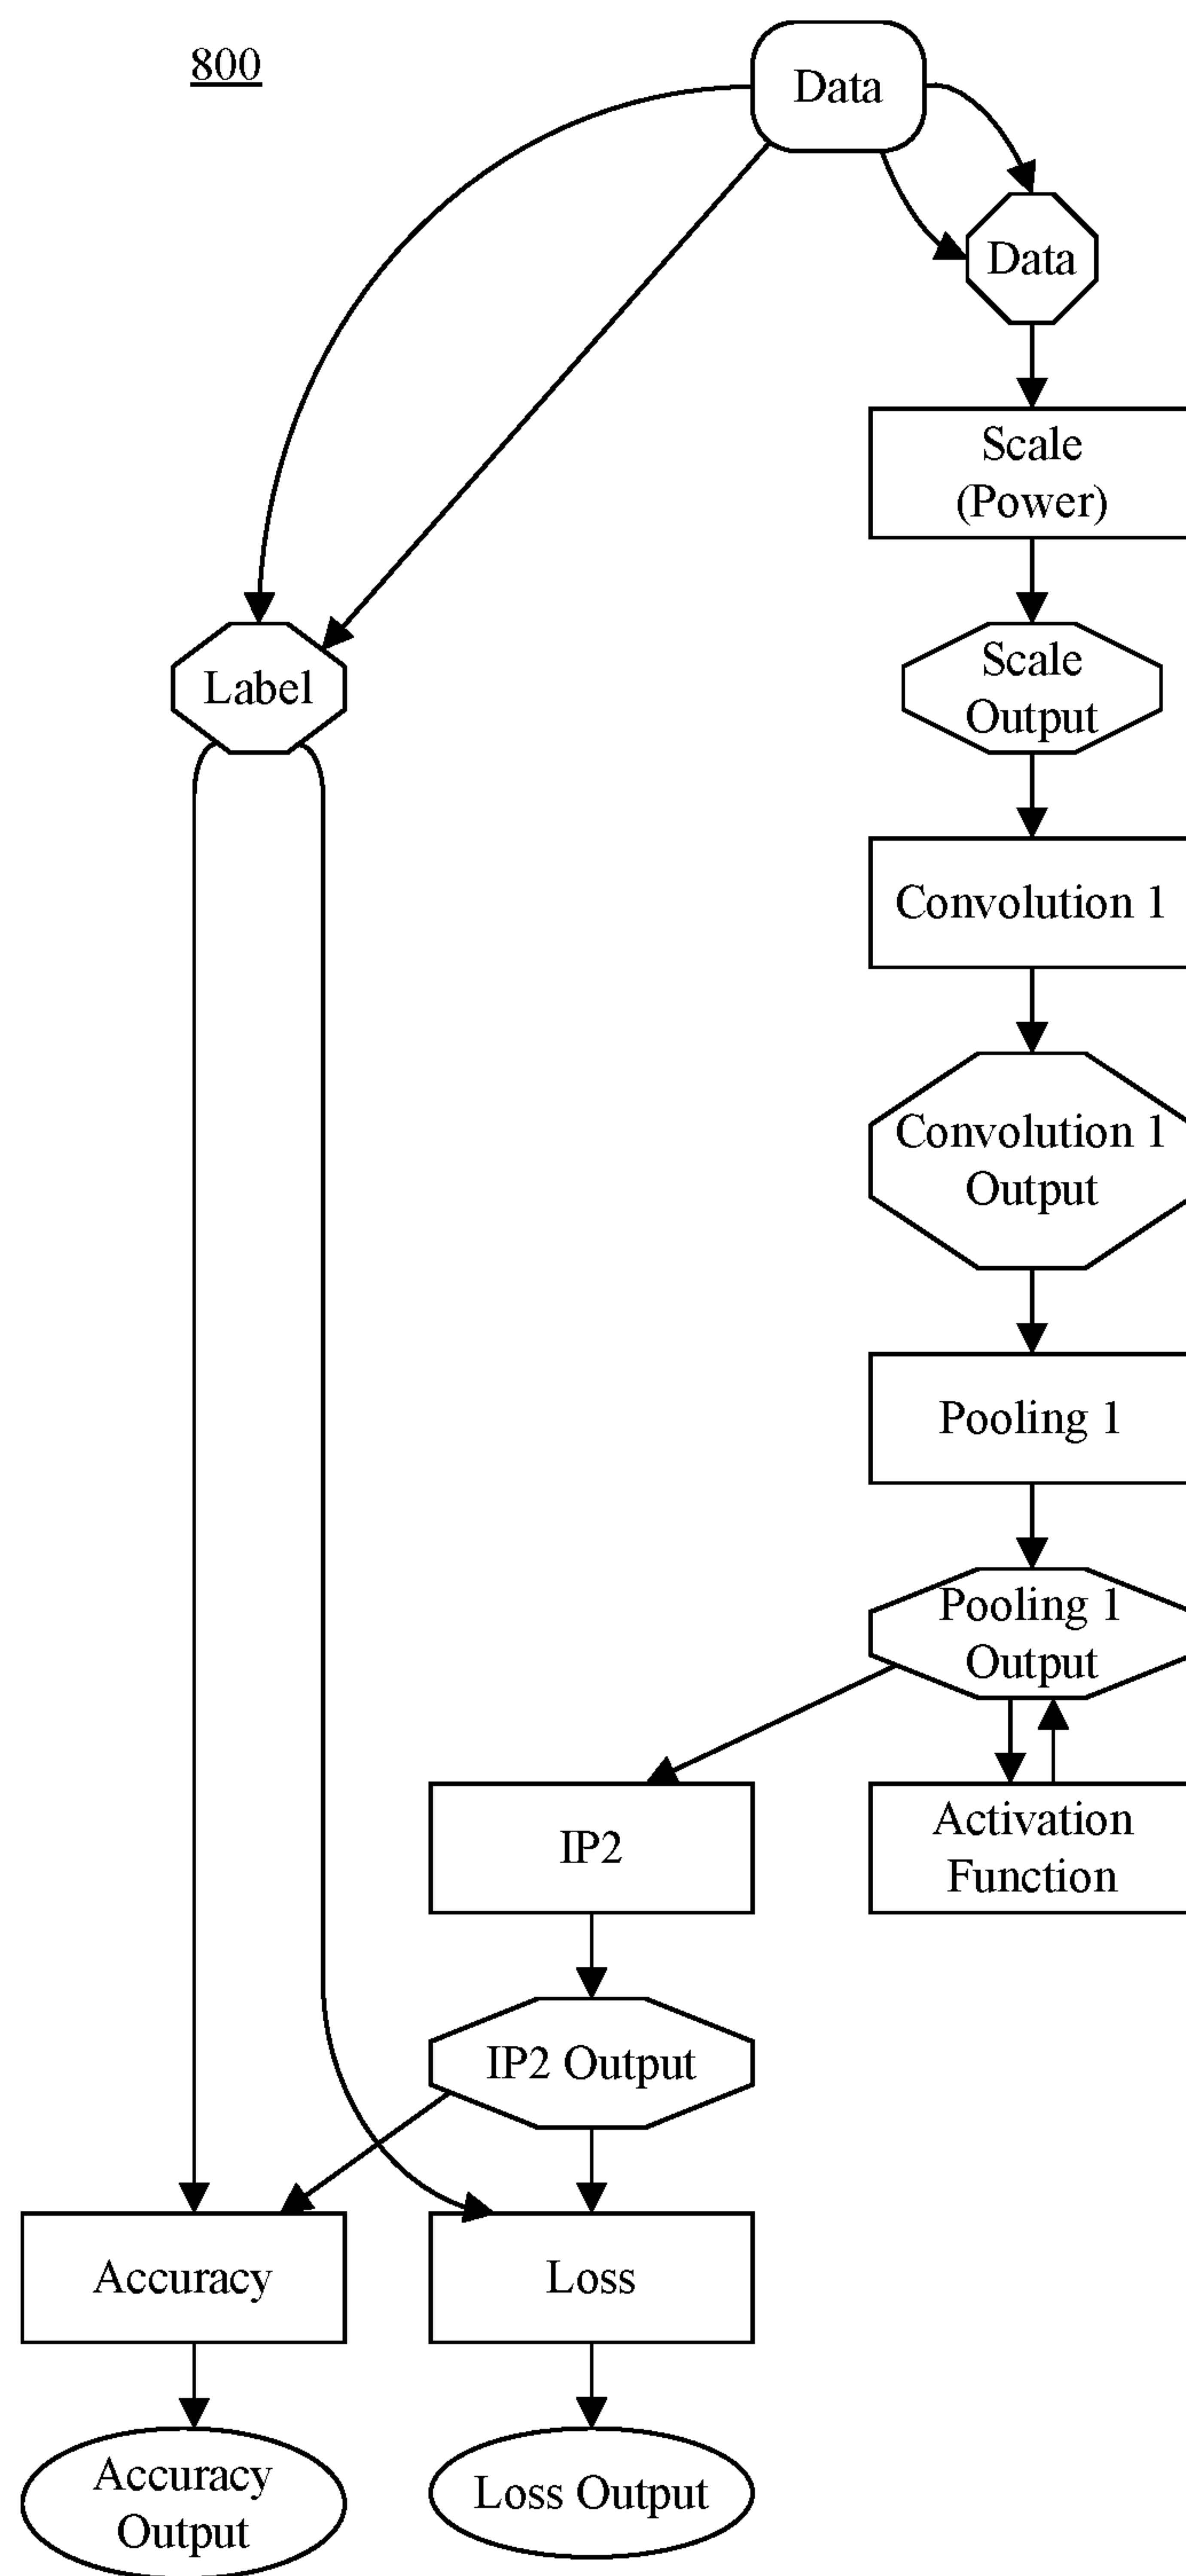 800
Data
Data
Scale
(Power)
Label
Scale
Output
Convolution 1
Convolution 1
Output
Pooling 1
Pooling 1
Output
IP2
Activation
Function
IP2 Output
Accuracy
Loss
Accuracy
Output
Loss Output